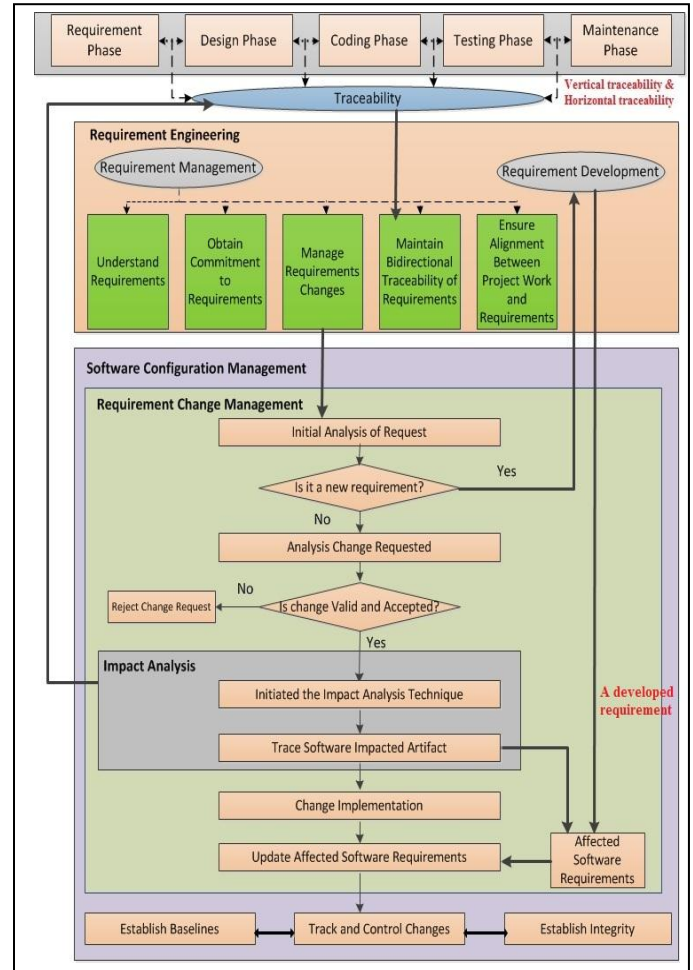 Requirement
Phase
Design Phase
Coding Phase
Testing Phase
Maintenance
Phase
Vertical traceability &
Horizontal traceability
Traceability
Requirement Engineering
Requirement Management
Requirement Development
Understand
Requirements
Obtain
Commitment
to
Requirements
Manage
Requirements
Changes
Maintain
Bidirectional
Traceability of
Requirements
Ensure
Alignment
Between
Project Work
and
Requirements
Software Configuration Management
Requirement Change Management
Initial Analysis of Request
Is it a new requirement?
Yes
No
Analysis Change Requested
Is change Valid and Accepted?
No
Reject Change Request
Yes
Impact Analysis
Initiated the Impact Analysis Technique
Trace Software Impacted Artifact
A developed
requirement
Change Implementation
Update Affected Software Requirements
Affected
Software
Requirements
Establish Baselines
Track and Control Changes
Establish Integrity